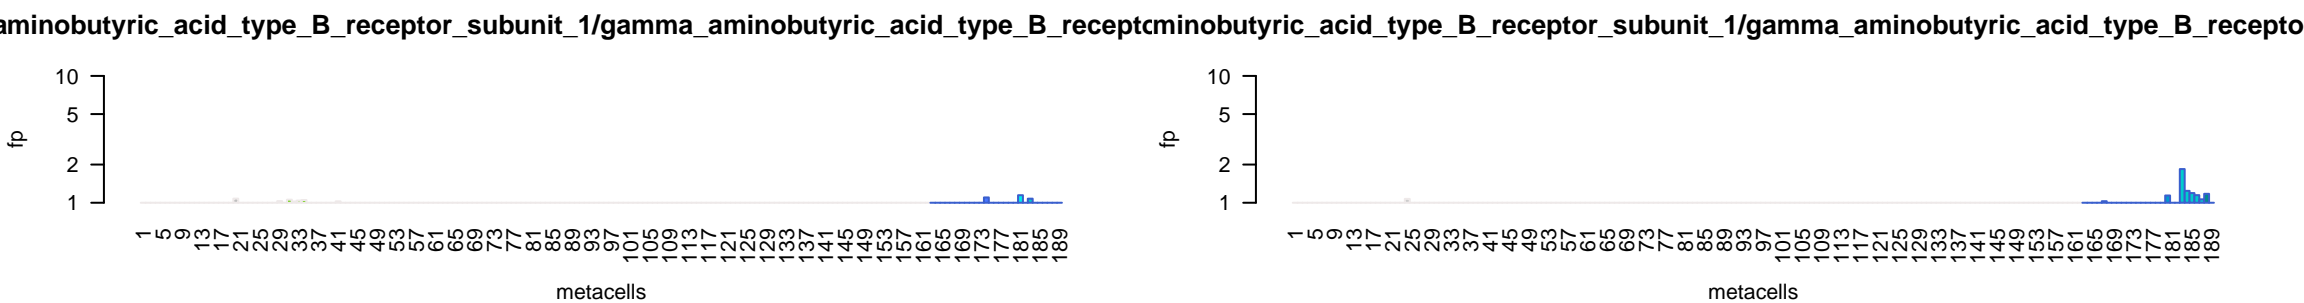 aminobutyric_acid_type_B_receptor_subunit_1/gamma_aminobutyric_acid_type_B_receptominobutyric_acid_type_B_receptor_subunit_1/gamma_aminobutyric_acid_type_B_recepto
10
5
2
1
fp
1 5 9 13 17 21 25 29 33 37 41 45 49 53 57 61 65 69 73 77 81 85 89 93 97 101 105 109 113 117 121 125 129 133 137 141 145 149 153 157 161 165 169 173 177 181 185 189
metacells
10
5
2
1
fp
1 5 9 13 17 21 25 29 33 37 41 45 49 53 57 61 65 69 73 77 81 85 89 93 97 101 105 109 113 117 121 125 129 133 137 141 145 149 153 157 161 165 169 173 177 181 185 189
metacells